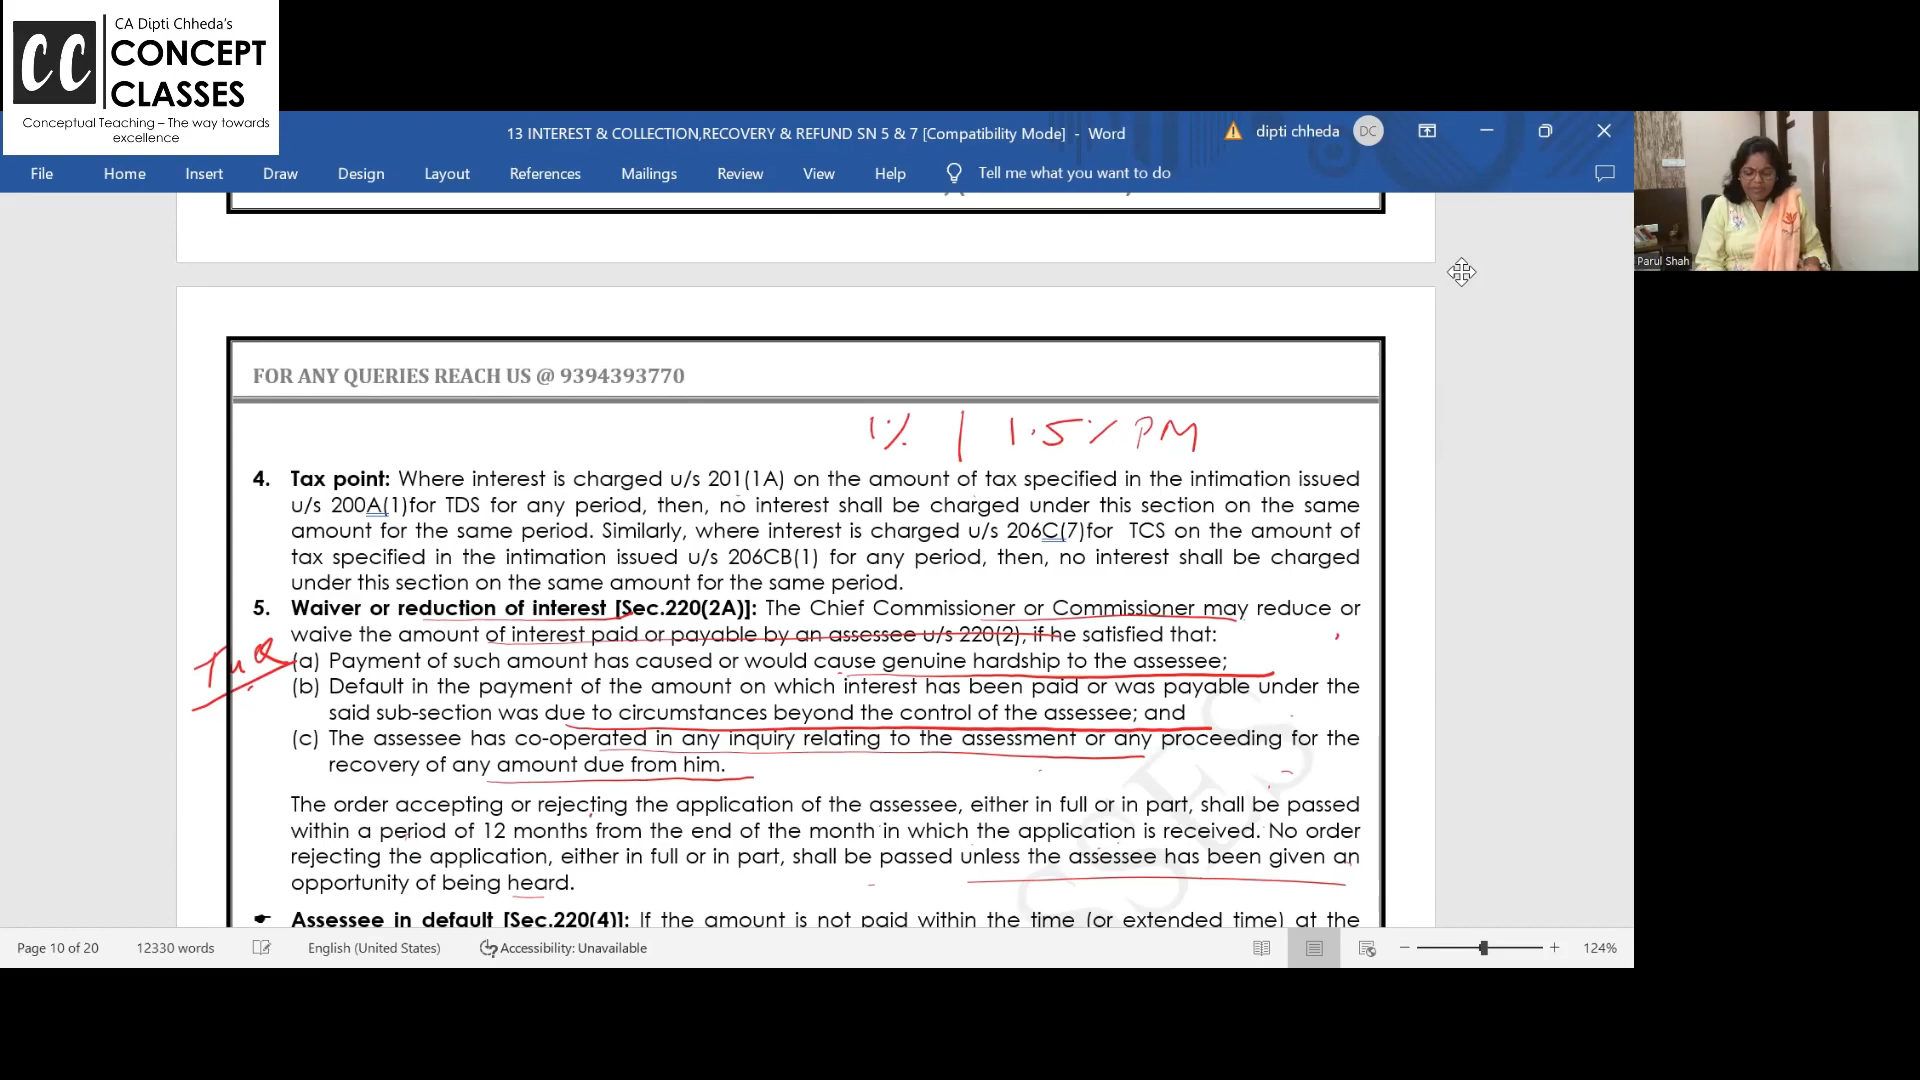 CA Dipti Chheda's
CC
CONCEPT
CLASSES
Conceptual Teaching – The way towards
excellence
13 INTEREST & COLLECTION,RECOVERY & REFUND SN 5 & 7 [Compatibility Mode] - Word
dipti chheda
DC
File Home Insert Draw Design Layout References Mailings Review View Help Tell me what you want to do
Parul Shah
FOR ANY QUERIES REACH US @ 9394393770
1% | 1.5% PM
4. Tax point: Where interest is charged u/s 201(1A) on the amount of tax specified in the intimation issued
u/s 200A(1)for TDS for any period, then, no interest shall be charged under this section on the same
amount for the same period. Similarly, where interest is charged u/s 206C(7)for TCS on the amount of
tax specified in the intimation issued u/s 206CB(1) for any period, then, no interest shall be charged
under this section on the same amount for the same period.
5. Waiver or reduction of interest [Sec.220(2A)]: The Chief Commissioner or Commissioner may reduce or
waive the amount of interest paid or payable by an assessee u/s 220(2), if he satisfied that:
(a) Payment of such amount has caused or would cause genuine hardship to the assessee;
(b) Default in the payment of the amount on which interest has been paid or was payable under the
said sub-section was due to circumstances beyond the control of the assessee; and
(c) The assessee has co-operated in any inquiry relating to the assessment or any proceeding for the
recovery of any amount due from him.
The order accepting or rejecting the application of the assessee, either in full or in part, shall be passed
within a period of 12 months from the end of the month in which the application is received. No order
rejecting the application, either in full or in part, shall be passed unless the assessee has been given an
opportunity of being heard.
Assessee in default [Sec.220(4)]: If the amount is not paid within the time (or extended time) at the
SSES
Page 10 of 20 12330 words English (United States) Accessibility: Unavailable 124%